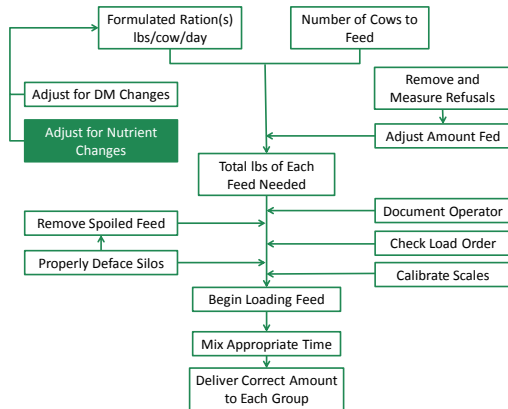 Formulated Ration(s)
lbs/cow/day
Number of Cows to
Feed
Remove and
Measure Refusals
Adjust for DM Changes
Adjust for Nutrient
Changes
Adjust Amount Fed
Total lbs of Each
Feed Needed
Document Operator
Remove Spoiled Feed
Check Load Order
Properly Deface Silos
Calibrate Scales
Begin Loading Feed
Mix Appropriate Time
Deliver Correct Amount
to Each Group